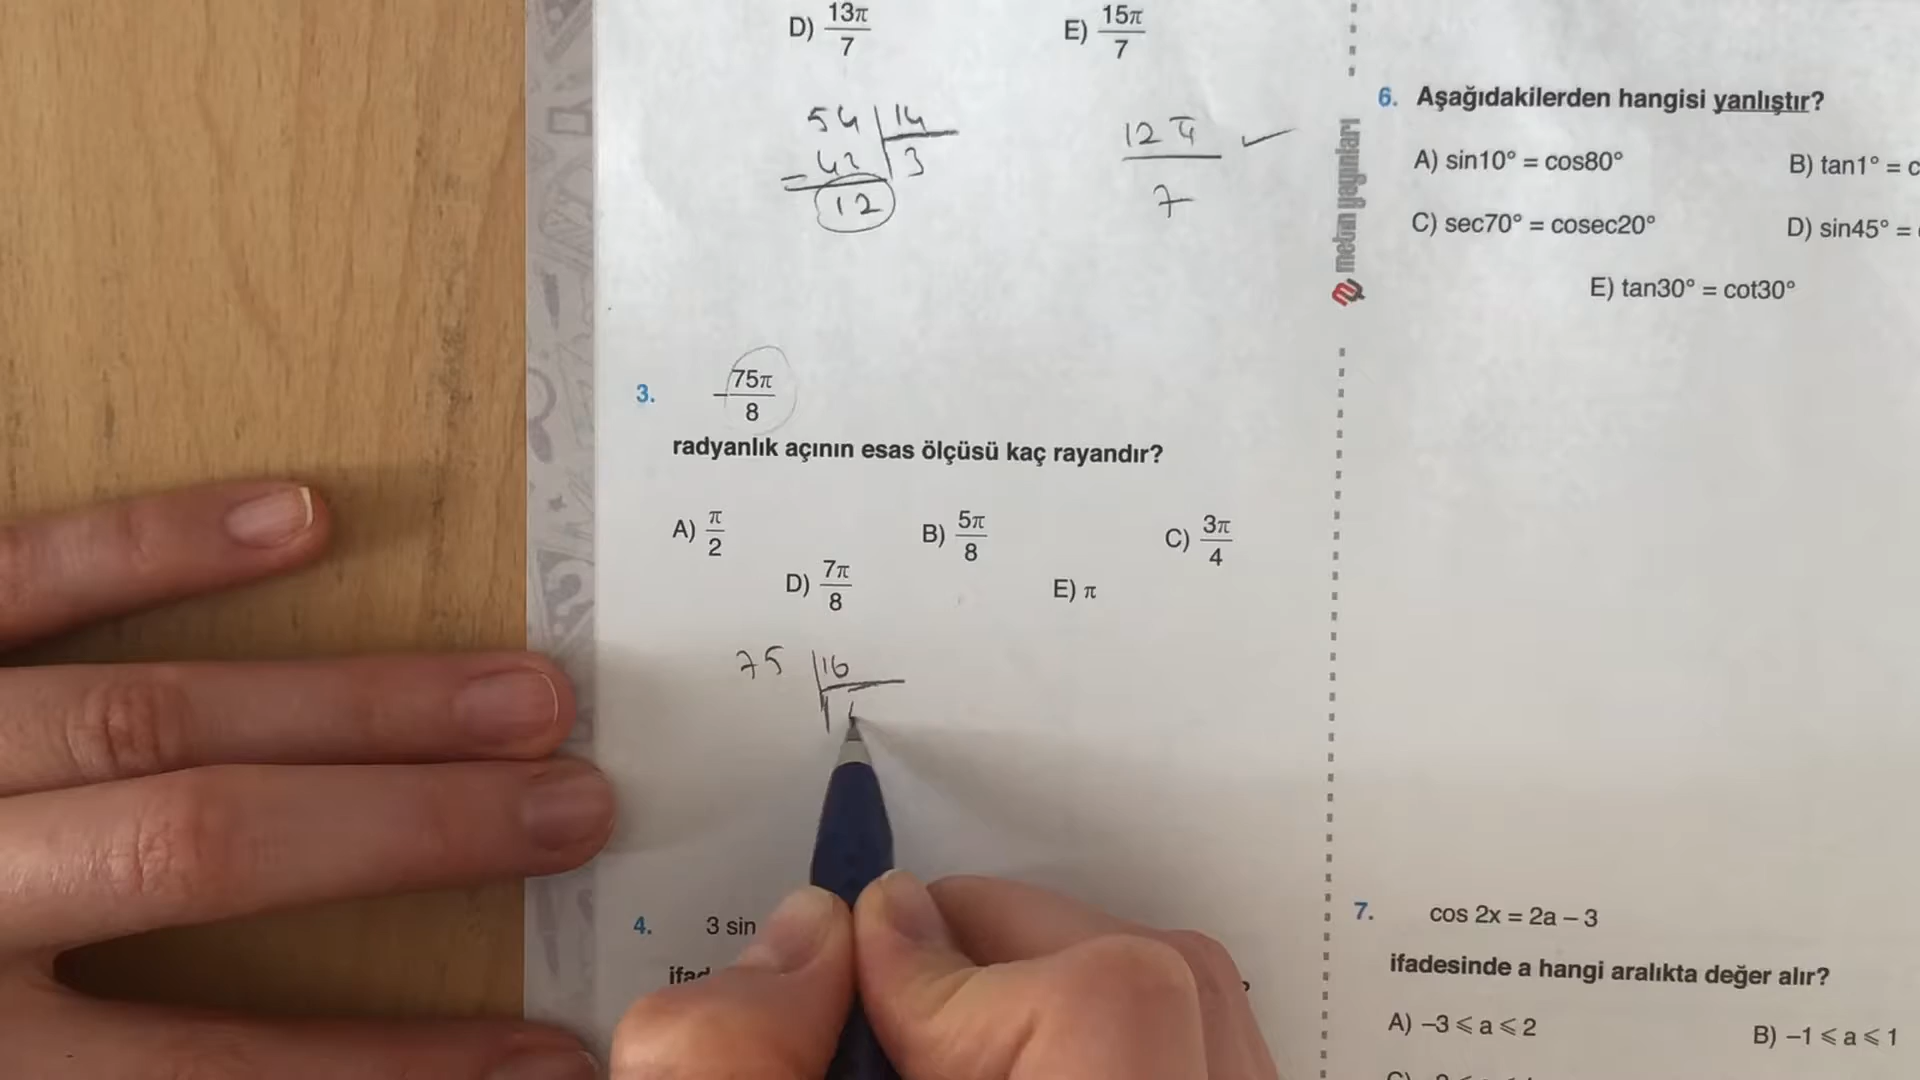 D) 13π/7 E) 15π/7
54 | 14
- 42 3
12
12π/7 ✓
3. -75π/8
radyanlık açının esas ölçüsü kaç rayandır?
A) π/2 B) 5π/8 C) 3π/4
D) 7π/8 E) π
75 | 16
4. 3 sin
metin yayınları
6. Aşağıdakilerden hangisi yanlıştır?
A) sin10° = cos80° B) tan1° = c
C) sec70° = cosec20° D) sin45° =
E) tan30° = cot30°
7. cos 2x = 2a – 3
ifadesinde a hangi aralıkta değer alır?
A) –3 ⩽ a ⩽ 2 B) –1 ⩽ a ⩽ 1